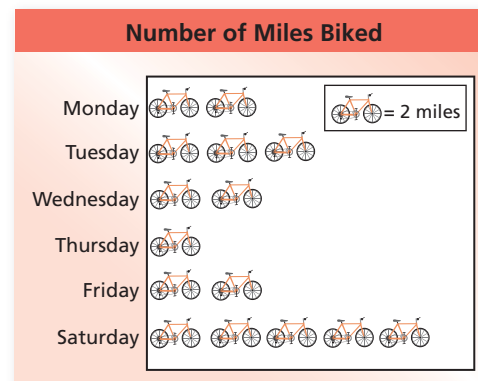 Number of Miles Biked
= 2 miles
Monday
Tuesday
Wednesday
Thursday
Friday
Saturday